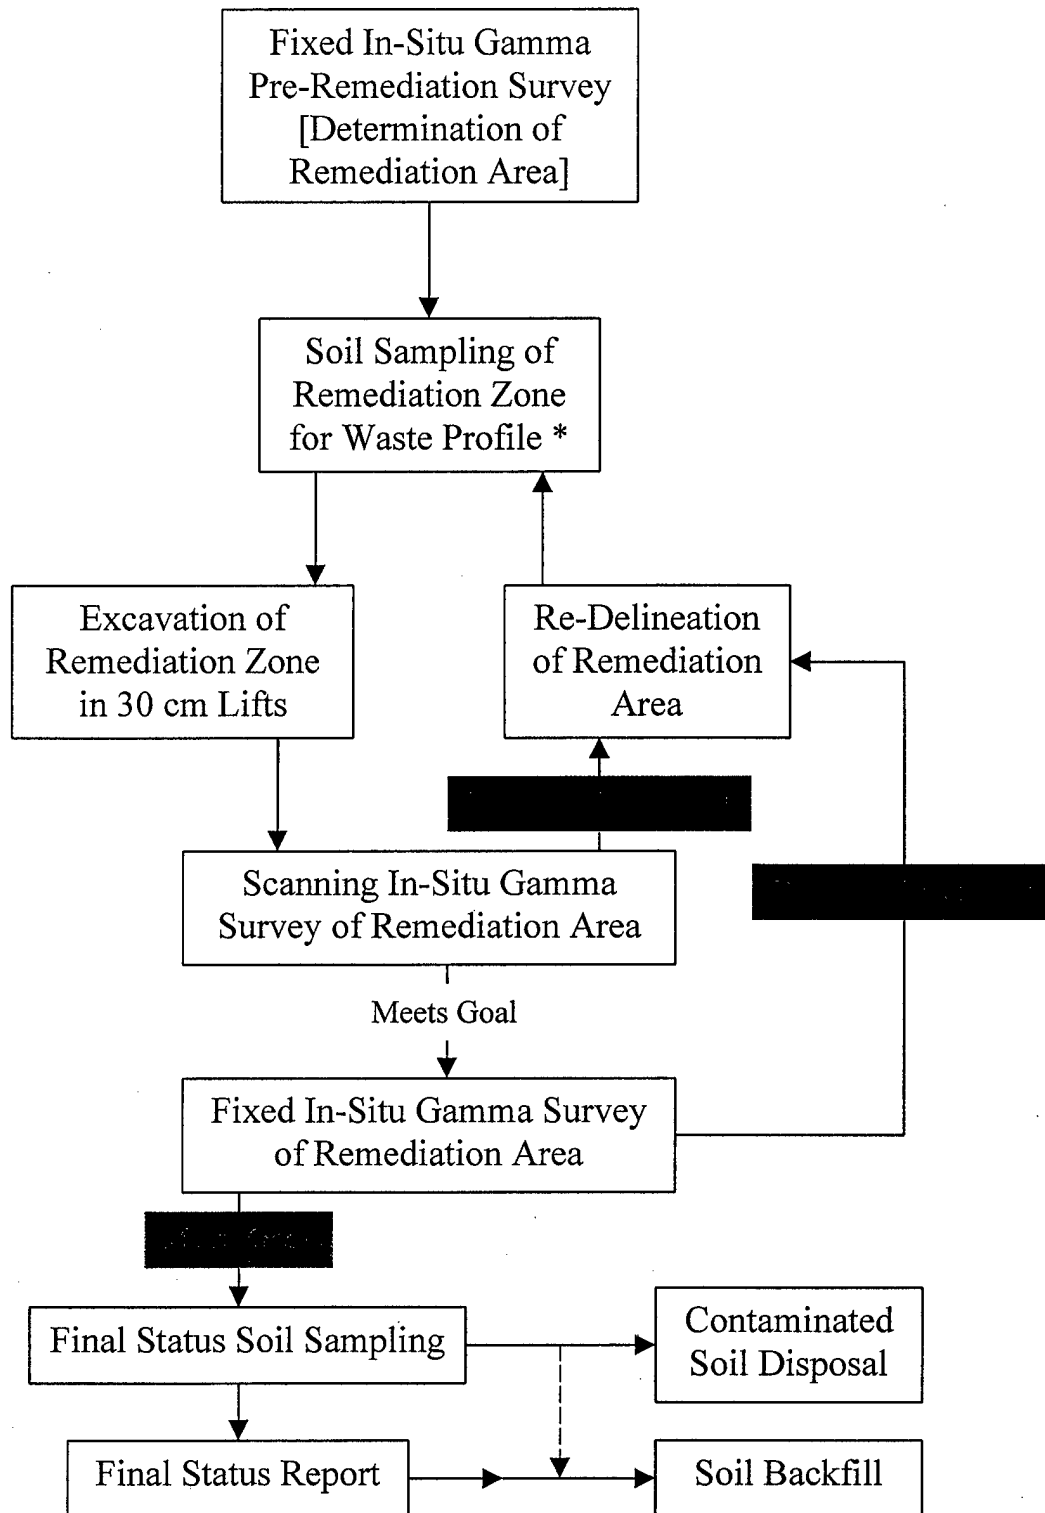 Fixed In-Situ Gamma
Pre-Remediation Survey
[Determination of
Remediation Area]
Soil Sampling of
Remediation Zone
for Waste Profile *
Excavation of
Remediation Zone
in 30 cm Lifts
Re-Delineation
of Remediation
Area
Scanning In-Situ Gamma
Survey of Remediation Area
Meets Goal
Fixed In-Situ Gamma Survey
of Remediation Area
Final Status Soil Sampling
Contaminated
Soil Disposal
Final Status Report
Soil Backfill